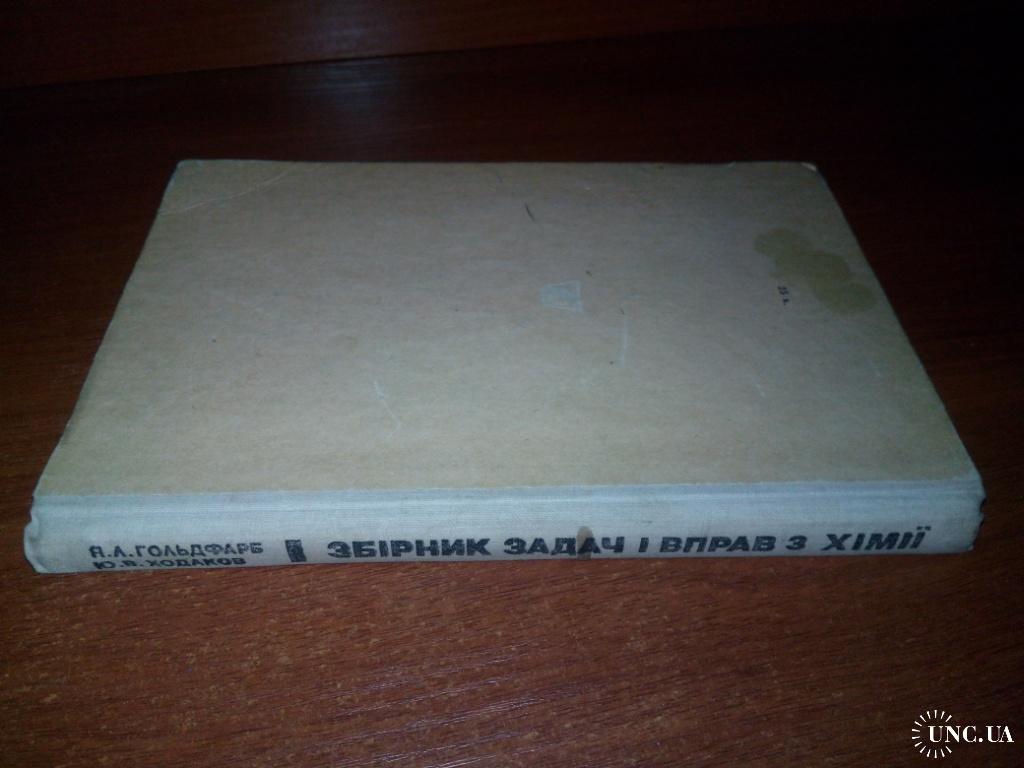 Я.Л.ГОЛЬДФАРБ
Ю.В.ХОДАКОВ
ЗБІРНИК ЗАДАЧ І ВПРАВ З ХІМІЇ
UNC.UA